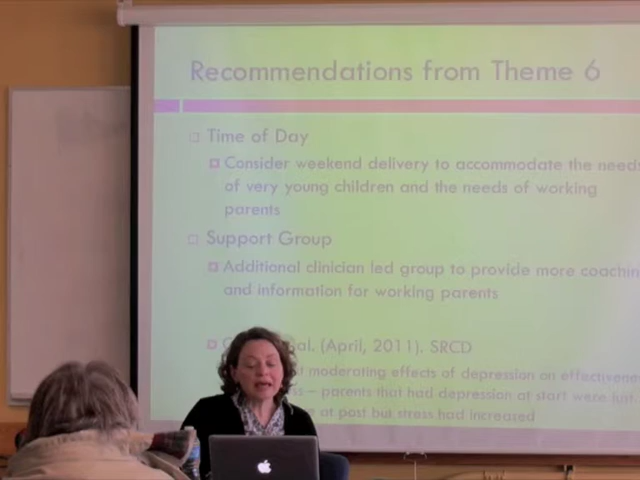 Recommendations from Theme 6
Time of Day
Consider weekend delivery to accommodate the needs
of very young children and the needs of working
parents
Support Group
Additional clinician led group to provide more coachin
and information for working parents
al. (April, 2011). SRCD
moderating effects of depression on effectivenes
– parents that had depression at start were just
at post but stress had increased